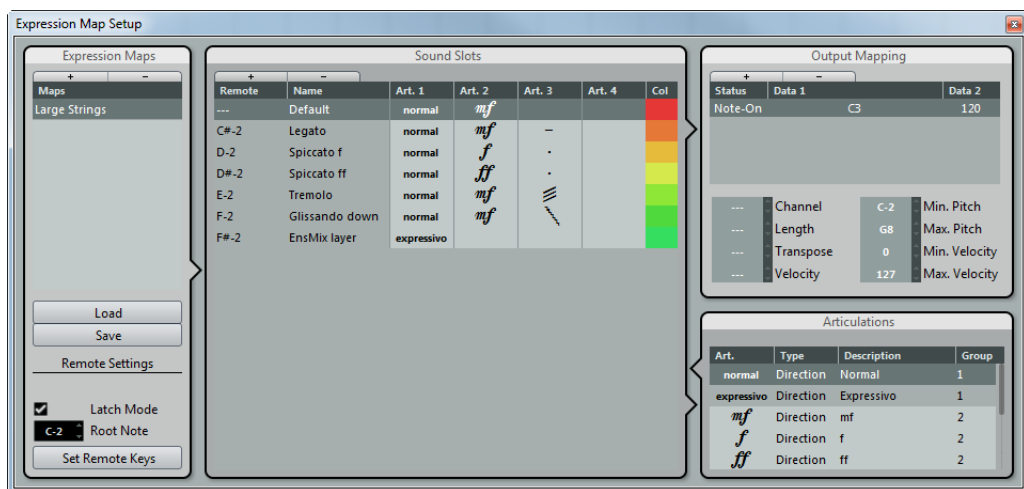 Expression Map Setup
Expression Maps
+ -
Maps
Large Strings
Load
Save
Remote Settings
Latch Mode
C-2 Root Note
Set Remote Keys
Sound Slots
+ -
Remote Name Art. 1 Art. 2 Art. 3 Art. 4 Col
--- Default normal mf
C#-2 Legato normal mf -
D-2 Spiccato f normal f .
D#-2 Spiccato ff normal ff .
E-2 Tremolo normal mf
F-2 Glissando down normal mf
F#-2 EnsMix layer expressivo
Output Mapping
+ -
Status Data 1 Data 2
Note-On C3 120
--- Channel C-2 Min. Pitch
--- Length G8 Max. Pitch
--- Transpose 0 Min. Velocity
--- Velocity 127 Max. Velocity
Articulations
Art. Type Description Group
normal Direction Normal 1
expressivo Direction Expressivo 1
mf Direction mf 2
f Direction f 2
ff Direction ff 2